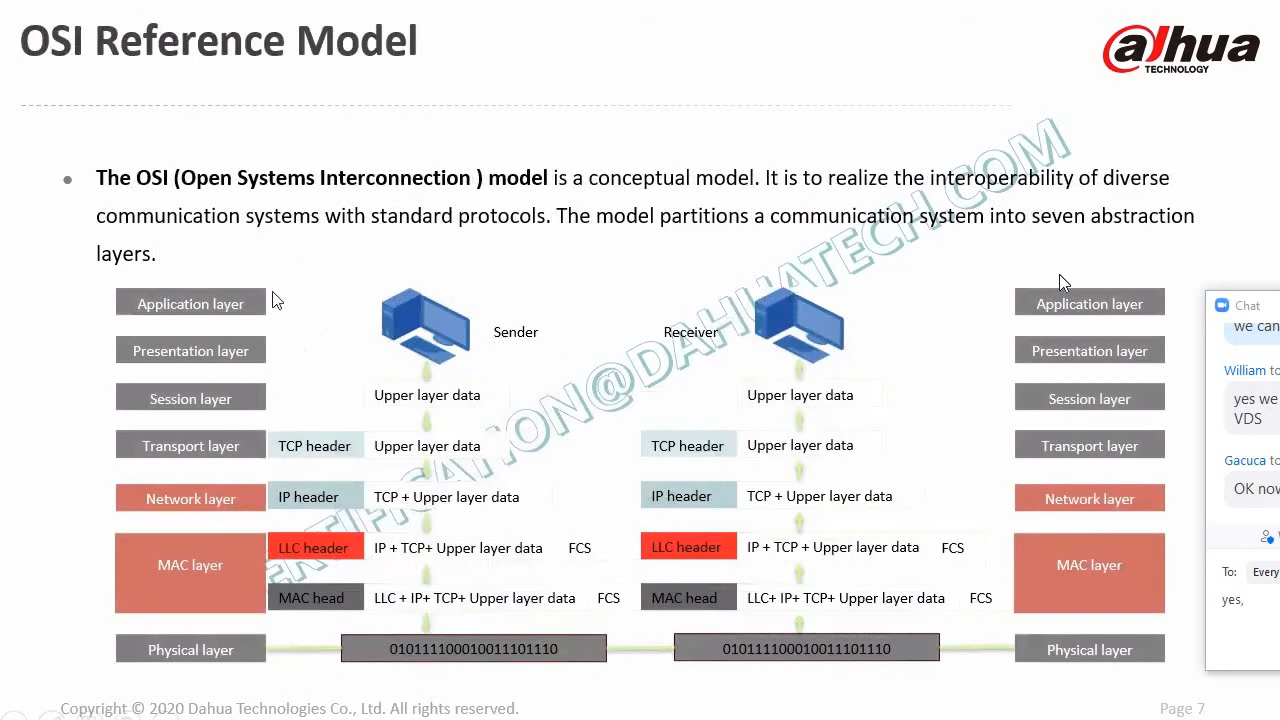 OSI Reference Model
alhua
TECHNOLOGY
The OSI (Open Systems Interconnection ) model is a conceptual model. It is to realize the interoperability of diverse
communication systems with standard protocols. The model partitions a communication system into seven abstraction
layers.
Application layer
Presentation layer
Session layer
Transport layer
Network layer
MAC layer
Physical layer
Sender
Upper layer data
TCP header Upper layer data
IP header TCP + Upper layer data
LLC header IP + TCP+ Upper layer data FCS
MAC head LLC + IP+ TCP+ Upper layer data FCS
010111100010011101110
Receiver
Upper layer data
TCP header Upper layer data
IP header TCP + Upper layer data
LLC header IP + TCP + Upper layer data FCS
MAC head LLC+ IP+ TCP+ Upper layer data FCS
010111100010011101110
Application layer
Presentation layer
Session layer
Transport layer
Network layer
MAC layer
Physical layer
ERTIFICATION@DAHUATECH.COM
Chat
we can
William to
yes we
VDS
Gacuca to
OK now
To: Every
yes,
Copyright © 2020 Dahua Technologies Co., Ltd. All rights reserved.
Page 7